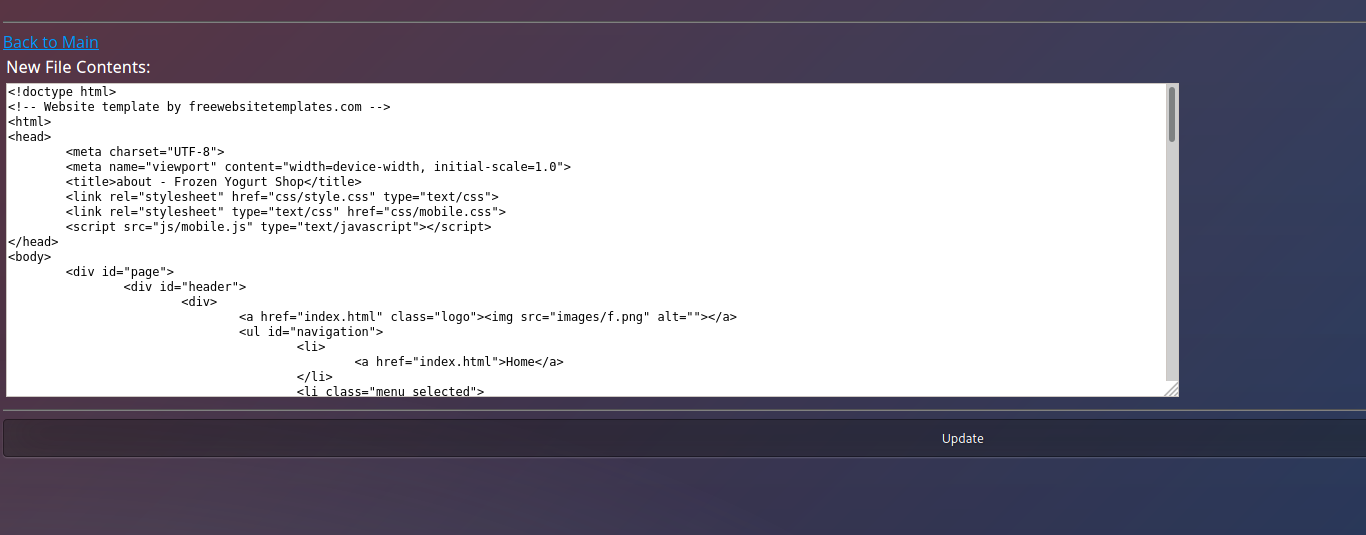 Back to Main
New File Contents:
<!doctype html>
<!-- Website template by freewebsitetemplates.com -->
<html>
<head>
	<meta charset="UTF-8">
	<meta name="viewport" content="width=device-width, initial-scale=1.0">
	<title>about - Frozen Yogurt Shop</title>
	<link rel="stylesheet" href="css/style.css" type="text/css">
	<link rel="stylesheet" type="text/css" href="css/mobile.css">
	<script src="js/mobile.js" type="text/javascript"></script>
</head>
<body>
	<div id="page">
		<div id="header">
			<div>
				<a href="index.html" class="logo"><img src="images/f.png" alt=""></a>
				<ul id="navigation">
					<li>
						<a href="index.html">Home</a>
					</li>
					<li class="menu selected">
Update